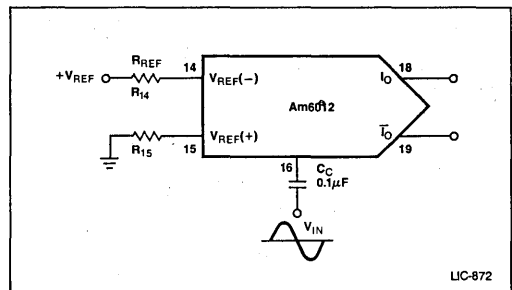 RREF
14
18
+VREF
VREF(−)
IO
R14
Am6012
VREF(+)
IO
R15
15
19
16
CC
0.1µF
VIN
LIC-872